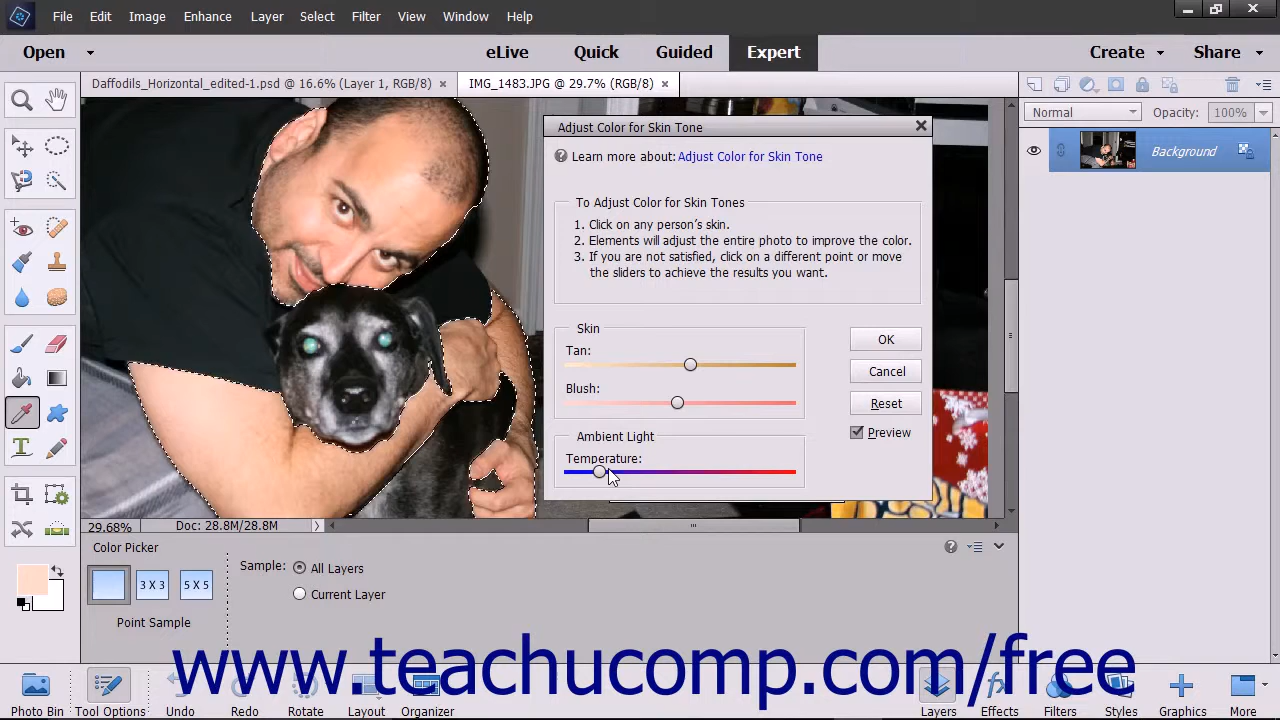 File Edit Image Enhance Layer Select Filter View Window Help
Open eLive Quick Guided Expert Create Share
Daffodils_Horizontal_edited-1.psd @ 16.6% (Layer 1, RGB/8) × IMG_1483.JPG @ 29.7% (RGB/8) ×
Normal Opacity: 100%
Background
Adjust Color for Skin Tone
Learn more about: Adjust Color for Skin Tone
To Adjust Color for Skin Tones
1. Click on any person's skin.
2. Elements will adjust the entire photo to improve the color.
3. If you are not satisfied, click on a different point or move
the sliders to achieve the results you want.
Skin
Tan:
Blush:
Ambient Light
Temperature:
OK
Cancel
Reset
Preview
29.68% Doc: 28.8M/28.8M
Color Picker
Sample: All Layers
Current Layer
3 X 3 5 X 5
Point Sample
www.teachucomp.com/free
Photo Bin Tool Options Undo Redo Rotate Layout Organizer Layers Effects Filters Styles Graphics More